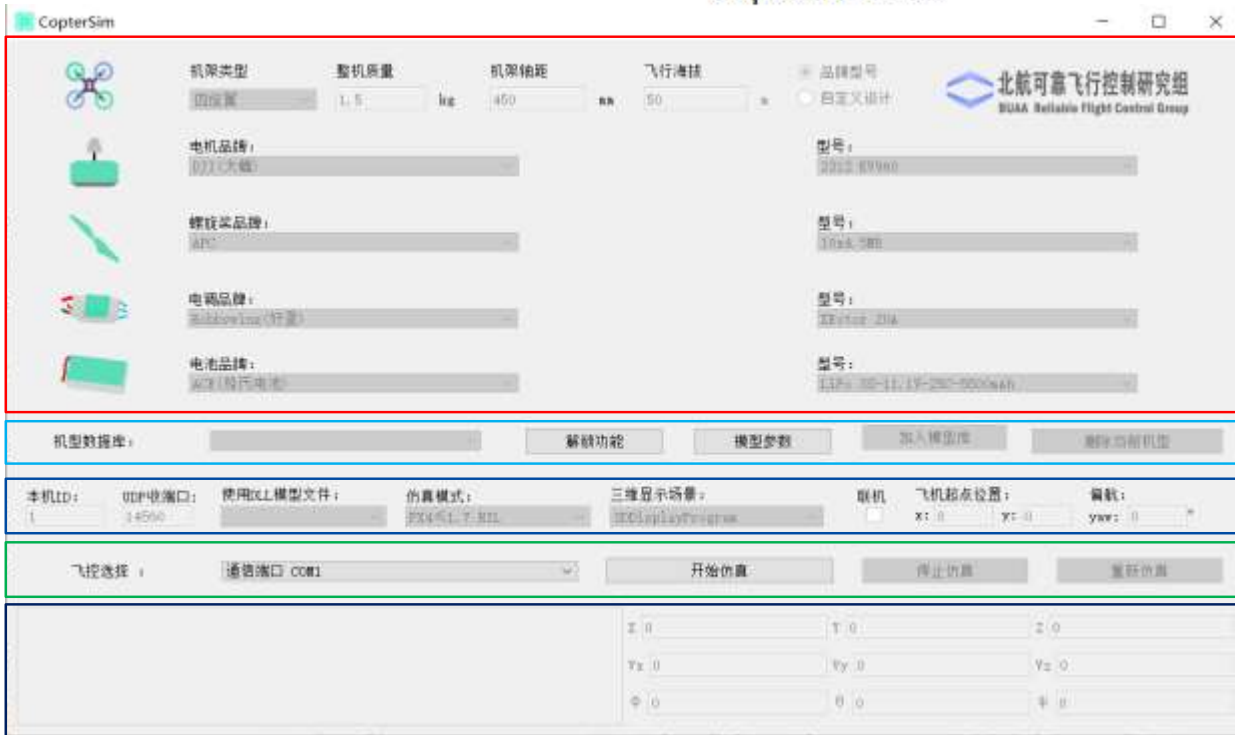 CopterSim
机架类型 整机质量 机架轴距 飞行海拔 品牌型号
四旋翼 1.5 kg 450 mm 50 m 自定义设计
北航可靠飞行控制研究组
BUAA Reliable Flight Control Group
电机品牌： 型号：
DJI(大疆) 2212 KV960
螺旋桨品牌： 型号：
APC
电调品牌： 型号：
Hobbywing(好盈) XRotor 20A
电池品牌： 型号：
ACE(格氏电池)
机型数据库： 解锁功能 模型参数 加入模型库 删除当前机型
本机ID： UDP收端口： 使用DLL模型文件： 仿真模式： 三维显示场景： 联机 飞机起点位置： 偏航：
1 14560 3DDisplayProgram x: 0 y: 0 yaw: 0 °
飞控选择 ： 通信端口 COM1 开始仿真 停止仿真 重新仿真
X 0 Y 0 Z 0
Vx 0 Vy 0 Vz 0
Φ 0 θ 0 Ψ 0